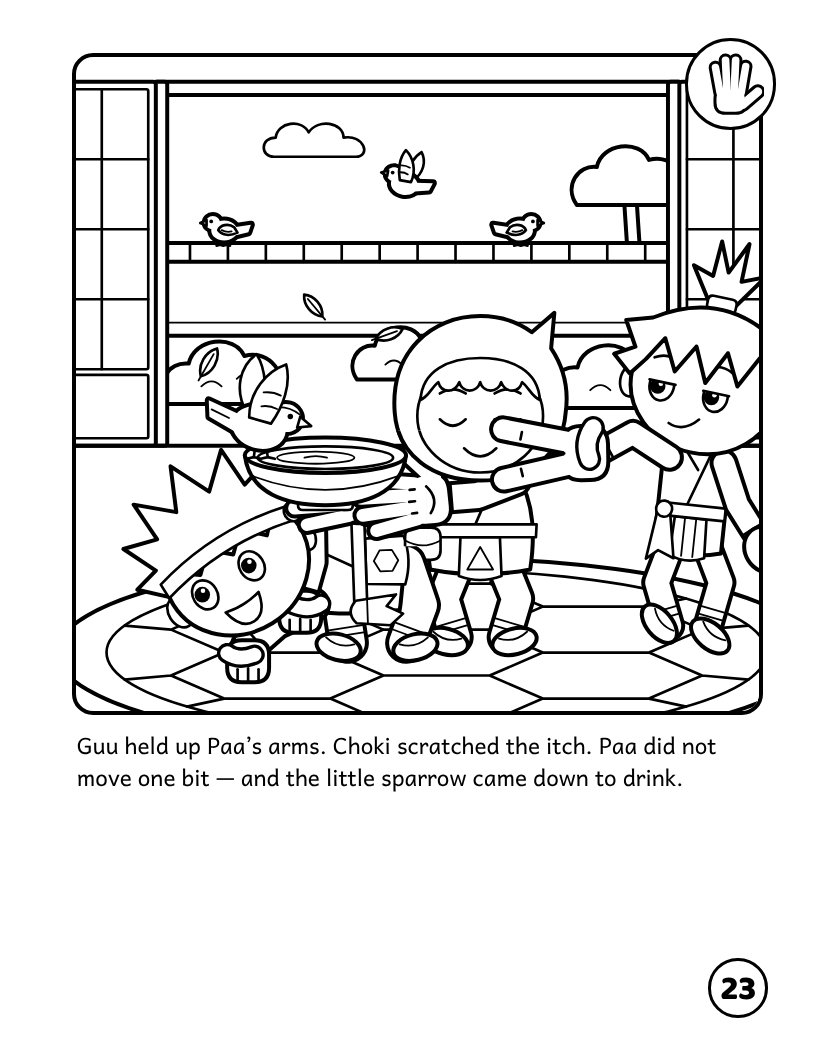 Guu held up Paa’s arms. Choki scratched the itch. Paa did not
move one bit — and the little sparrow came down to drink.
23